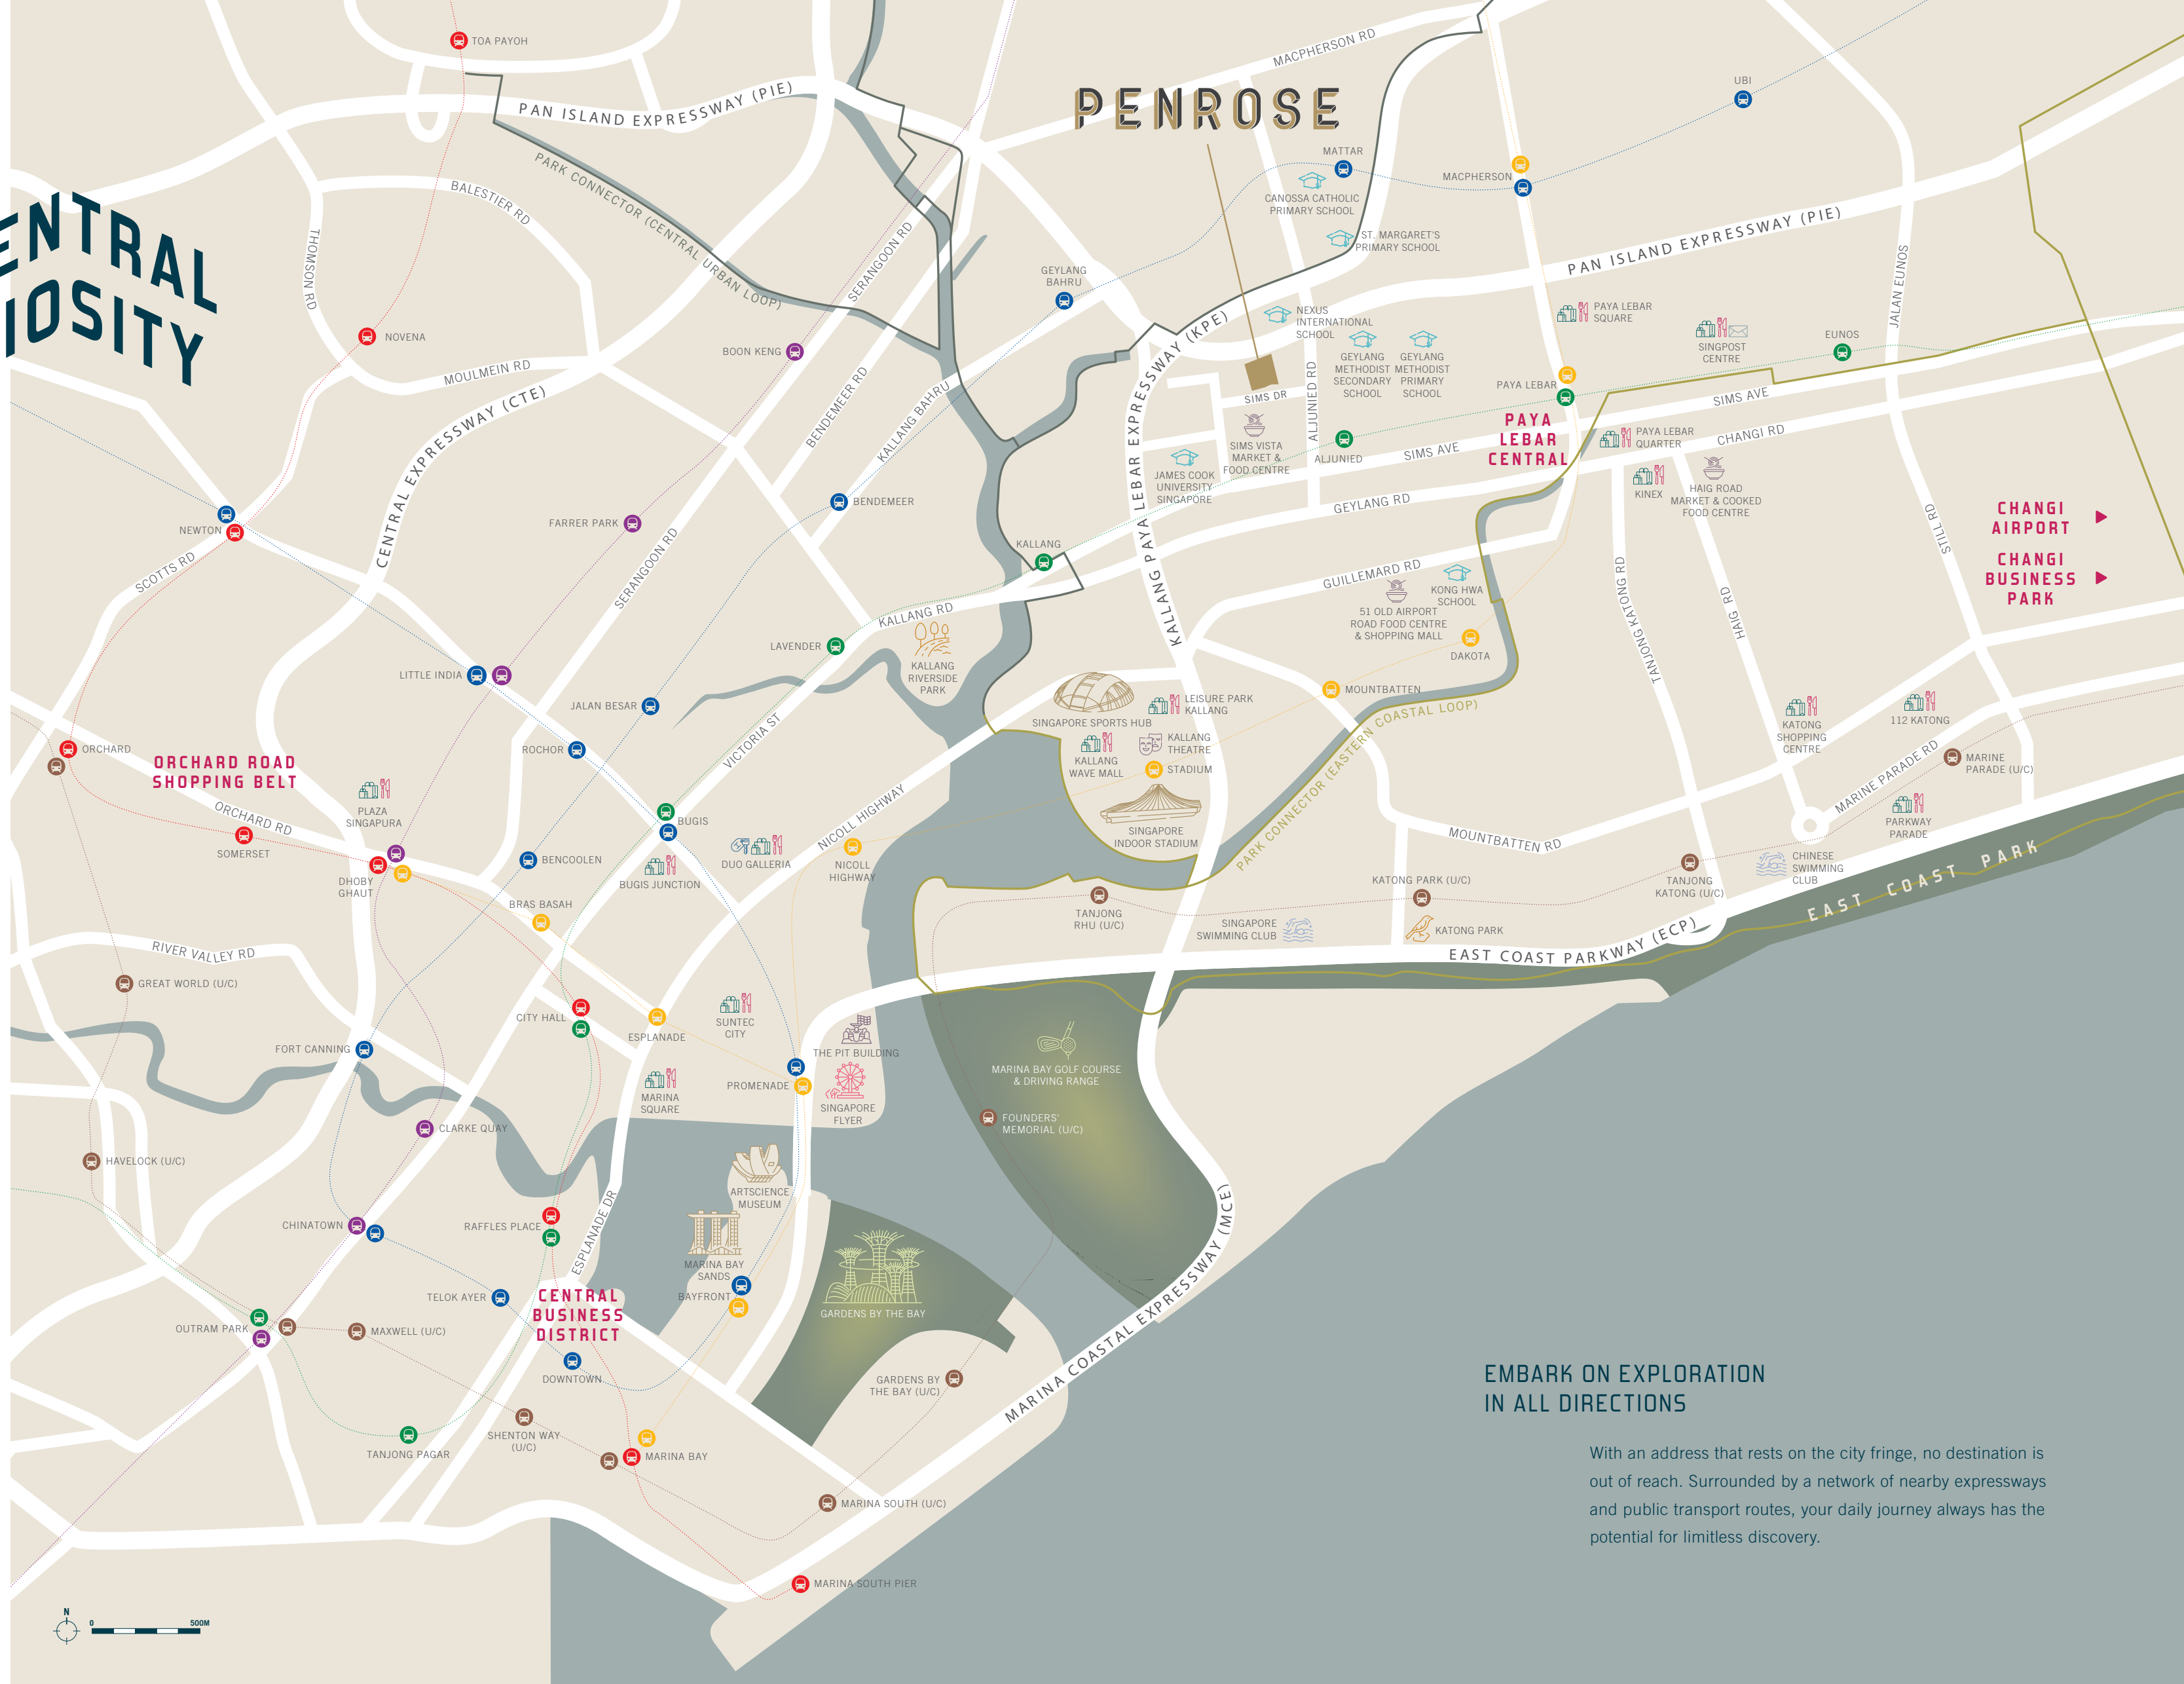 ENTRAL
IOSITY
PENROSE
TOA PAYOH
PAN ISLAND EXPRESSWAY (PIE)
MACPHERSON RD
UBI
PARK CONNECTOR (CENTRAL URBAN LOOP)
BALESTIER RD
THOMSON RD
SERANGOON RD
MATTAR
CANOSSA CATHOLIC
PRIMARY SCHOOL
MACPHERSON
ST. MARGARET'S
PRIMARY SCHOOL
PAN ISLAND EXPRESSWAY (PIE)
JALAN EUNOS
GEYLANG
BAHRU
NOVENA
BOON KENG
MOULMEIN RD
CENTRAL EXPRESSWAY (CTE)
BENDEMEER RD
KALLANG BAHRU
KALLANG PAYA LEBAR EXPRESSWAY (KPE)
NEXUS
INTERNATIONAL
SCHOOL
GEYLANG
METHODIST
SECONDARY
SCHOOL
GEYLANG
METHODIST
PRIMARY
SCHOOL
PAYA LEBAR
SQUARE
SINGPOST
CENTRE
EUNOS
SIMS DR
ALJUNIED RD
PAYA LEBAR
SIMS AVE
PAYA
LEBAR
CENTRAL
SIMS VISTA
MARKET &
FOOD CENTRE
ALJUNIED
SIMS AVE
PAYA LEBAR
QUARTER
CHANGI RD
JAMES COOK
UNIVERSITY
SINGAPORE
GEYLANG RD
KINEX
HAIG ROAD
MARKET & COOKED
FOOD CENTRE
STILL RD
CHANGI
AIRPORT
CHANGI
BUSINESS
PARK
NEWTON
SCOTTS RD
FARRER PARK
BENDEMEER
SERANGOON RD
KALLANG
GUILLEMARD RD
KONG HWA
SCHOOL
51 OLD AIRPORT
ROAD FOOD CENTRE
& SHOPPING MALL
DAKOTA
TANJONG KATONG RD
HAIG RD
KALLANG RD
LAVENDER
KALLANG
RIVERSIDE
PARK
LITTLE INDIA
JALAN BESAR
ROCHOR
VICTORIA ST
SINGAPORE SPORTS HUB
LEISURE PARK
KALLANG
KALLANG
WAVE MALL
KALLANG
THEATRE
STADIUM
SINGAPORE
INDOOR STADIUM
MOUNTBATTEN
PARK CONNECTOR (EASTERN COASTAL LOOP)
KATONG
SHOPPING
CENTRE
112 KATONG
MARINE PARADE RD
MARINE
PARADE (U/C)
PARKWAY
PARADE
ORCHARD
ORCHARD ROAD
SHOPPING BELT
ORCHARD RD
PLAZA
SINGAPURA
SOMERSET
DHOBY
GHAUT
BENCOOLEN
BUGIS
BUGIS JUNCTION
DUO GALLERIA
NICOLL HIGHWAY
NICOLL
HIGHWAY
MOUNTBATTEN RD
TANJONG
KATONG (U/C)
CHINESE
SWIMMING
CLUB
EAST COAST PARK
BRAS BASAH
TANJONG
RHU (U/C)
SINGAPORE
SWIMMING CLUB
KATONG PARK (U/C)
KATONG PARK
EAST COAST PARKWAY (ECP)
RIVER VALLEY RD
GREAT WORLD (U/C)
CITY HALL
ESPLANADE
SUNTEC
CITY
THE PIT BUILDING
FORT CANNING
MARINA
SQUARE
PROMENADE
SINGAPORE
FLYER
MARINA BAY GOLF COURSE
& DRIVING RANGE
FOUNDERS'
MEMORIAL (U/C)
CLARKE QUAY
HAVELOCK (U/C)
ARTSCIENCE
MUSEUM
CHINATOWN
RAFFLES PLACE
ESPLANADE DR
MARINA BAY
SANDS
BAYFRONT
GARDENS BY THE BAY
MARINA COASTAL EXPRESSWAY (MCE)
TELOK AYER
CENTRAL
BUSINESS
DISTRICT
OUTRAM PARK
MAXWELL (U/C)
DOWNTOWN
GARDENS BY
THE BAY (U/C)
TANJONG PAGAR
SHENTON WAY
(U/C)
MARINA BAY
MARINA SOUTH (U/C)
MARINA SOUTH PIER
EMBARK ON EXPLORATION
IN ALL DIRECTIONS
With an address that rests on the city fringe, no destination is
out of reach. Surrounded by a network of nearby expressways
and public transport routes, your daily journey always has the
potential for limitless discovery.
N
0 500M